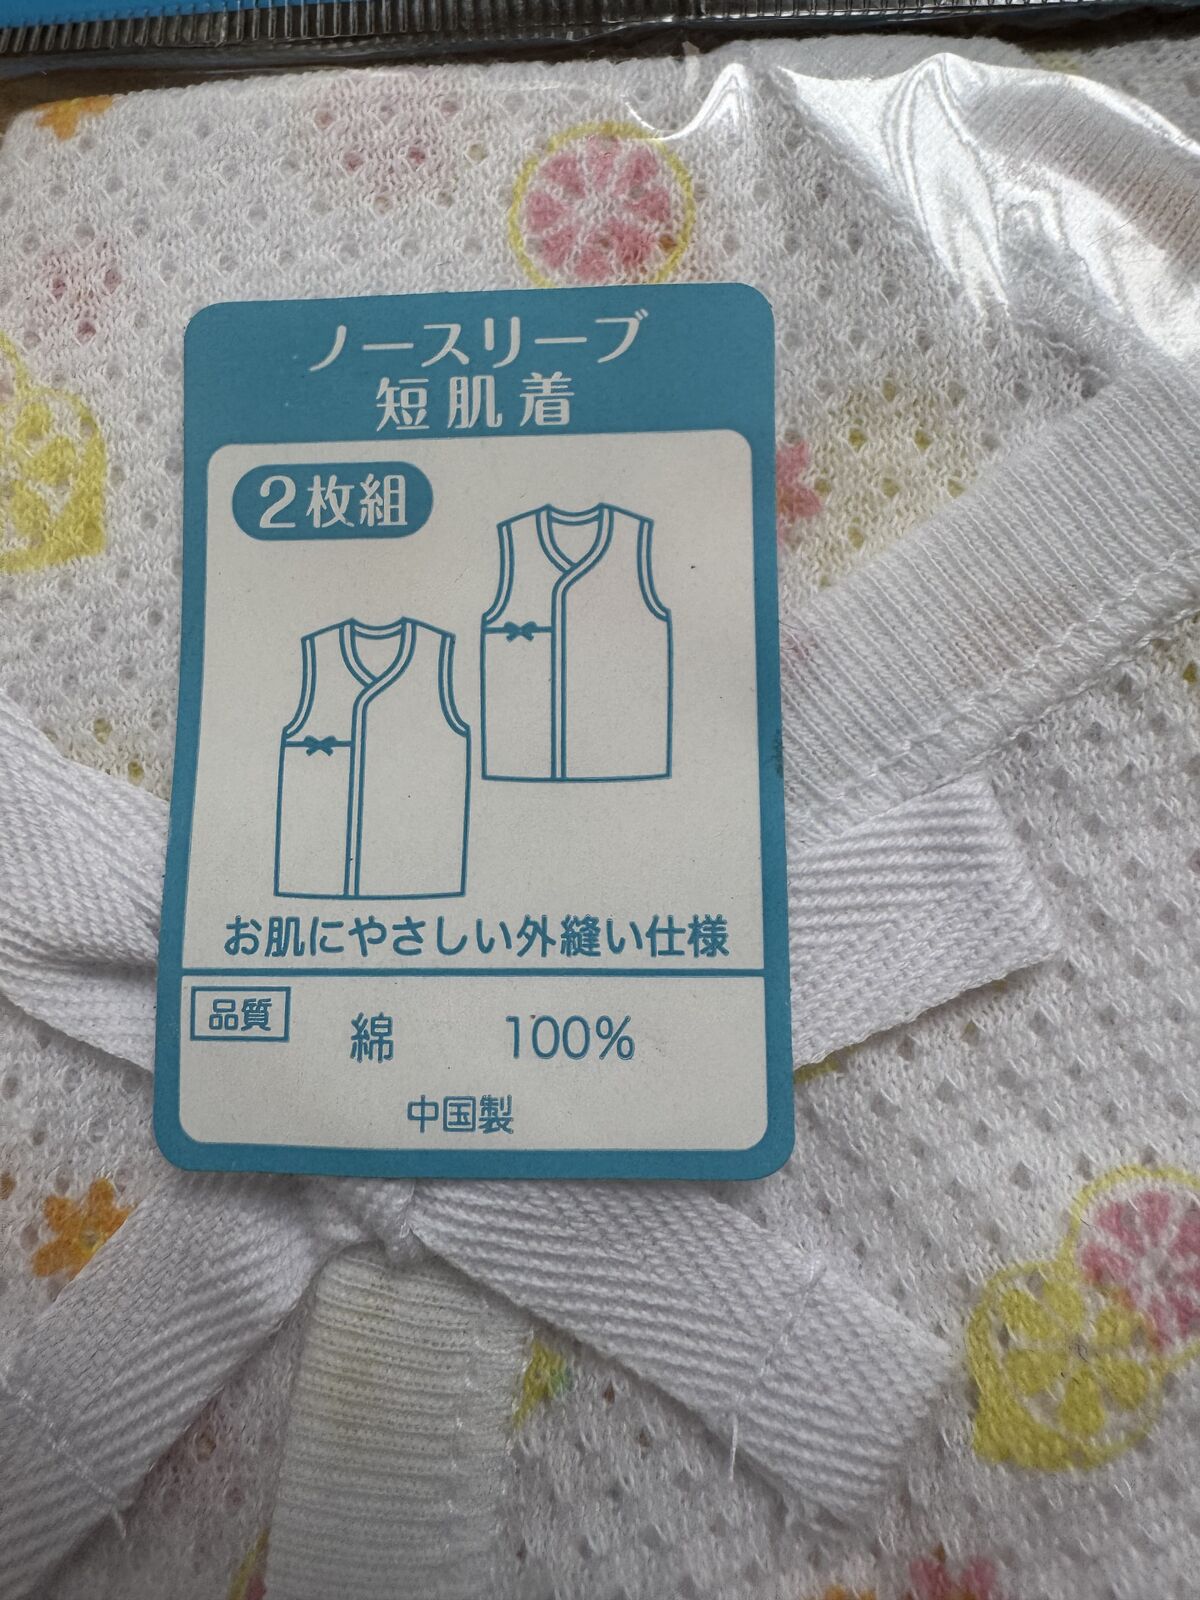 ノースリーブ
短肌着
2枚組
お肌にやさしい外縫い仕様
品質
綿 100%
中国製